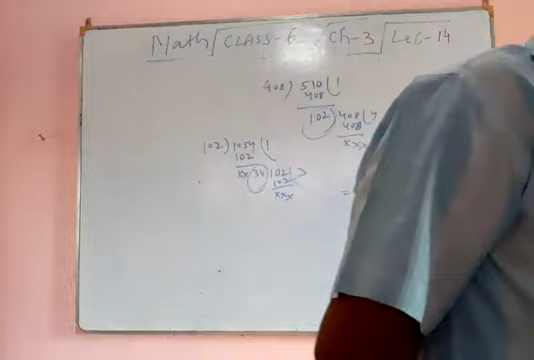 Math CLASS-6 Ch-3 Lec-14
408) 510 ( 1
408
102) 408 ( 4
408
xxx
102) 1054 ( 1
102
xx34) 102 ( 3
102
xxx
=